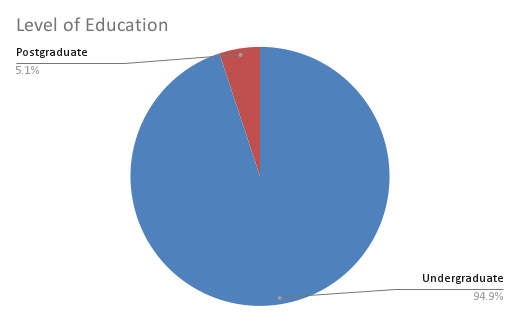 Level of Education
Postgraduate
5.1%
Undergraduate
94.9%